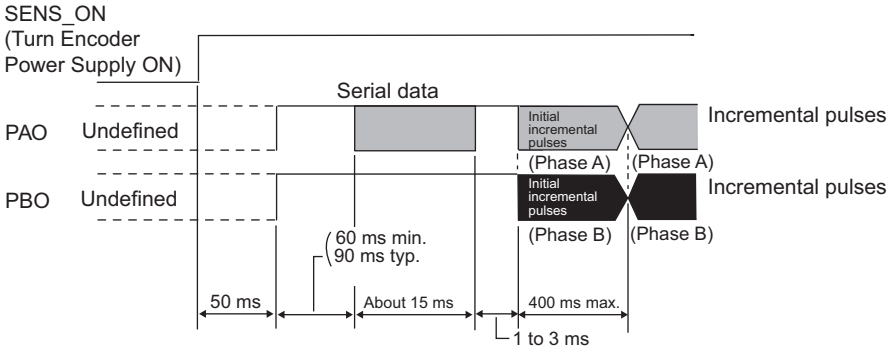 SENS_ON
(Turn Encoder
Power Supply ON)
Serial data
PAO
Undefined
Initial
incremental
pulses
Incremental pulses
(Phase A)
(Phase A)
PBO
Undefined
Initial
incremental
pulses
Incremental pulses
(Phase B)
(Phase B)
60 ms min.
90 ms typ.
50 ms
About 15 ms
400 ms max.
1 to 3 ms